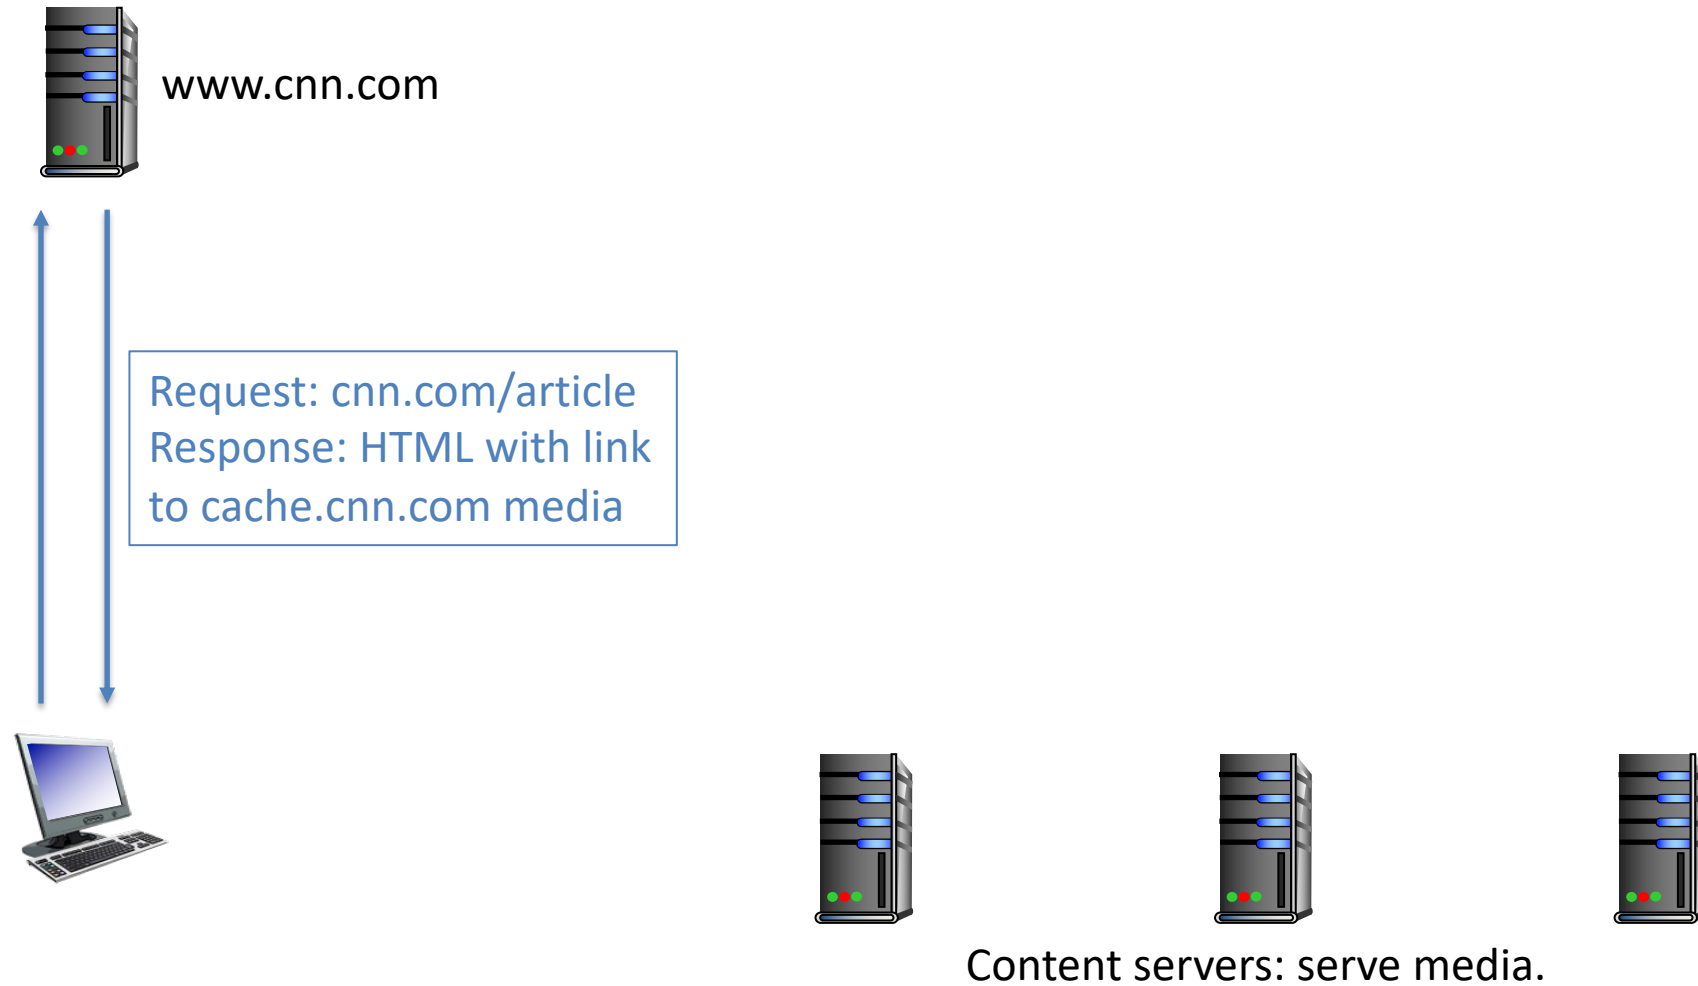 www.cnn.com
Request: cnn.com/article
Response: HTML with link
to cache.cnn.com media
Content servers: serve media.